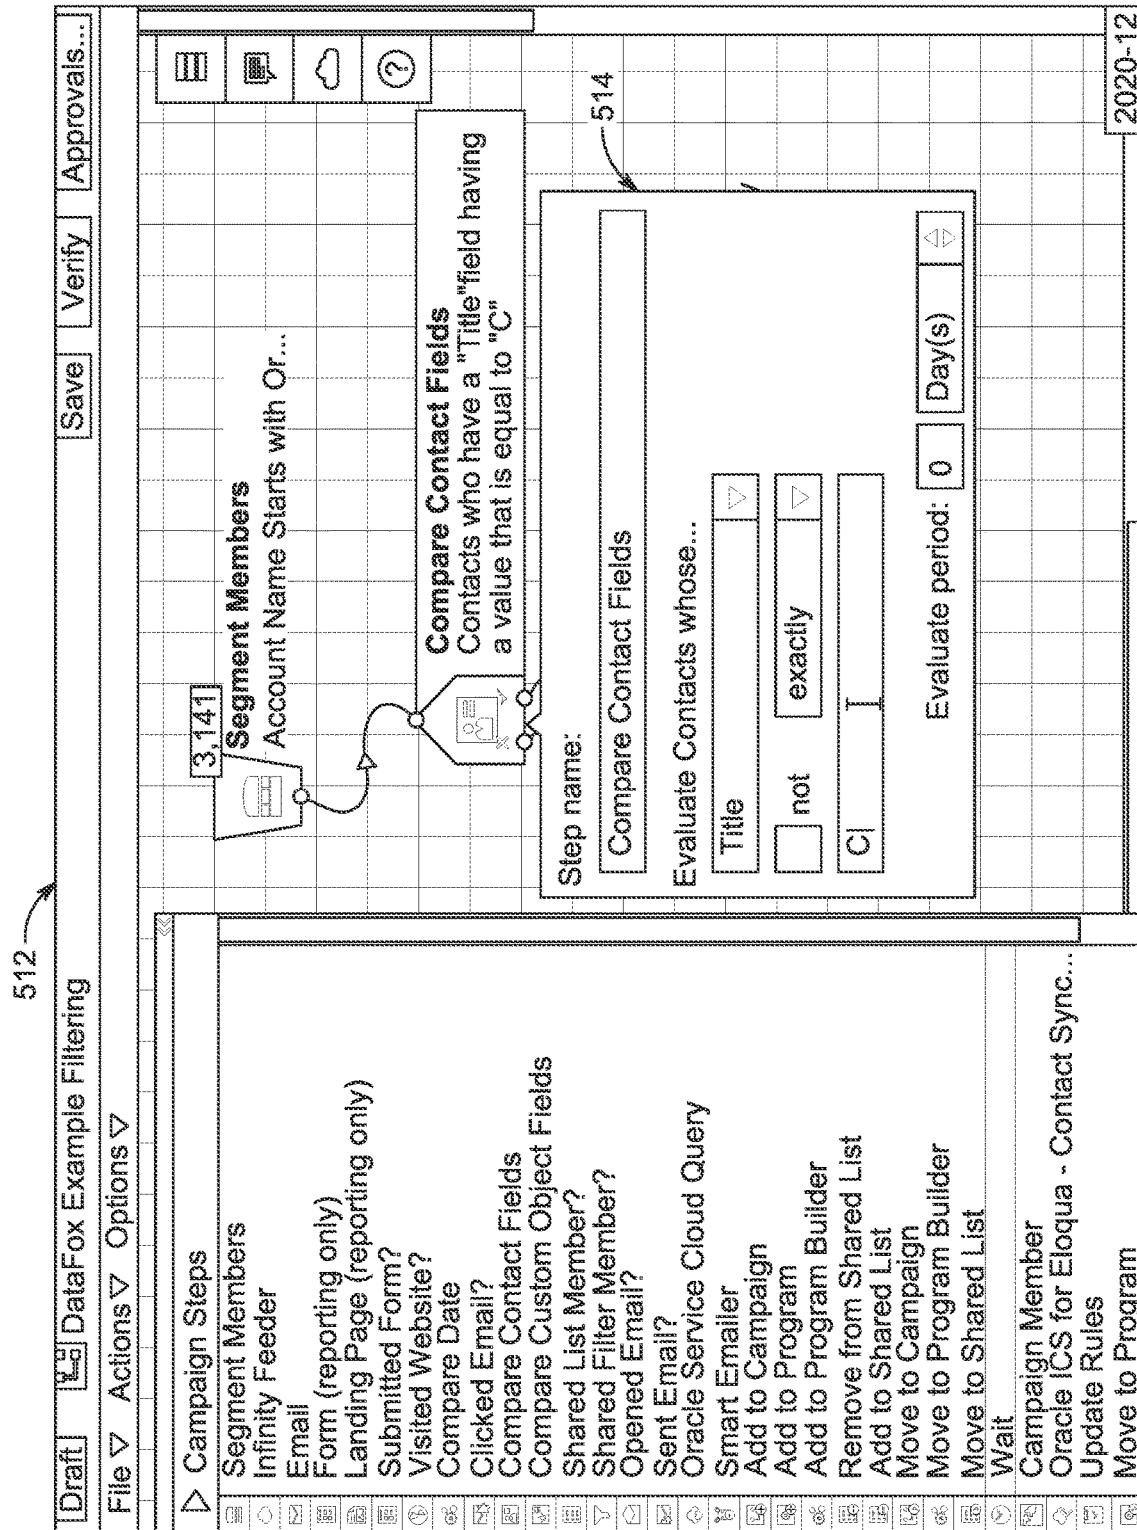 512
Draft DataFox Example Filtering Save Verify Approvals...
File Actions Options
Campaign Steps
Segment Members
Infinity Feeder
Email
Form (reporting only)
Landing Page (reporting only)
Submitted Form?
Visited Website?
Compare Date
Clicked Email?
Compare Contact Fields
Compare Custom Object Fields
Shared List Member?
Shared Filter Member?
Opened Email?
Sent Email?
Oracle Service Cloud Query
Smart Emailer
Add to Campaign
Add to Program
Add to Program Builder
Remove from Shared List
Add to Shared List
Move to Campaign
Move to Program Builder
Move to Shared List
Wait
Campaign Member
Oracle ICS for Eloqua - Contact Sync...
Update Rules
Move to Program
3,141
Segment Members
Account Name Starts with Or...
?
Compare Contact Fields
Contacts who have a "Title"field having
a value that is equal to "C"
514
Step name:
Compare Contact Fields
Evaluate Contacts whose...
Title
not exactly
C
Evaluate period: 0 Day(s)
2020-12